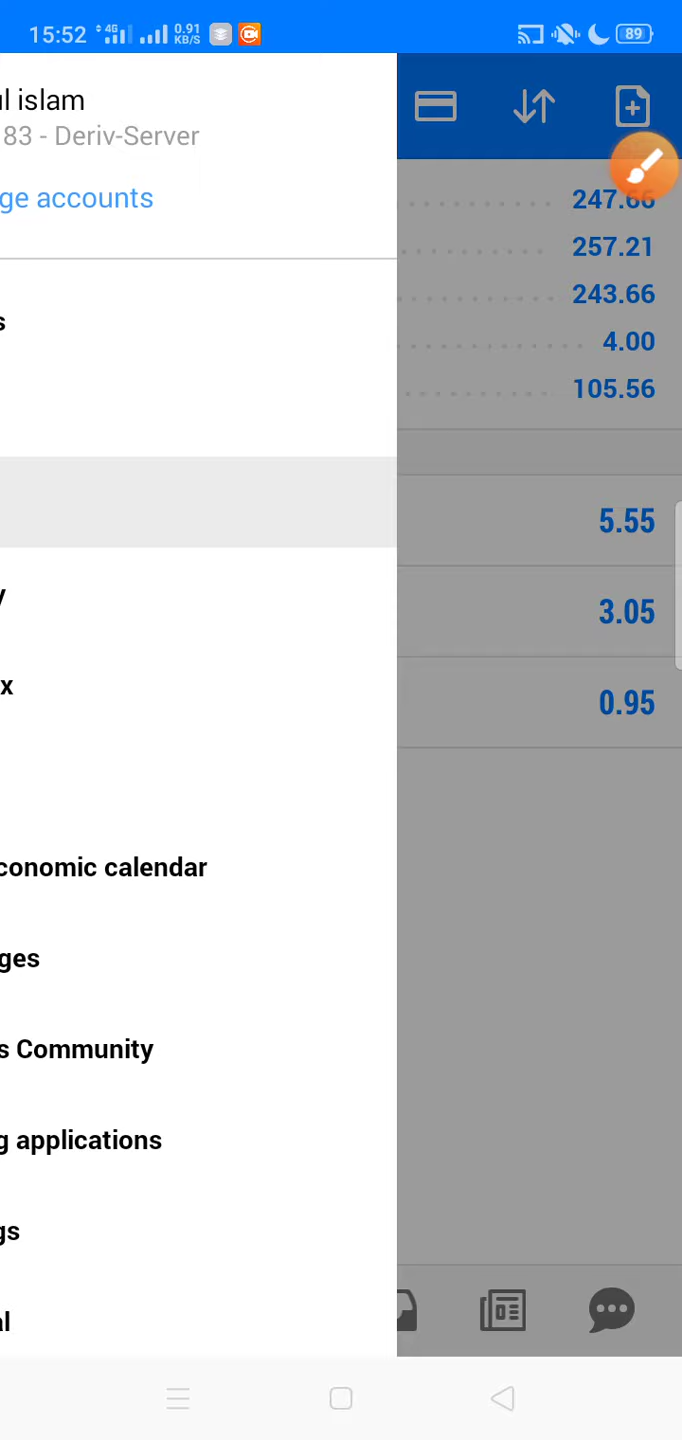 15:52 4G 0.91 KB/S 89
l islam
83 - Deriv-Server
ge accounts
247.66
257.21
243.66
4.00
105.56
s
5.55
y
3.05
x
0.95
conomic calendar
ges
s Community
g applications
gs
al